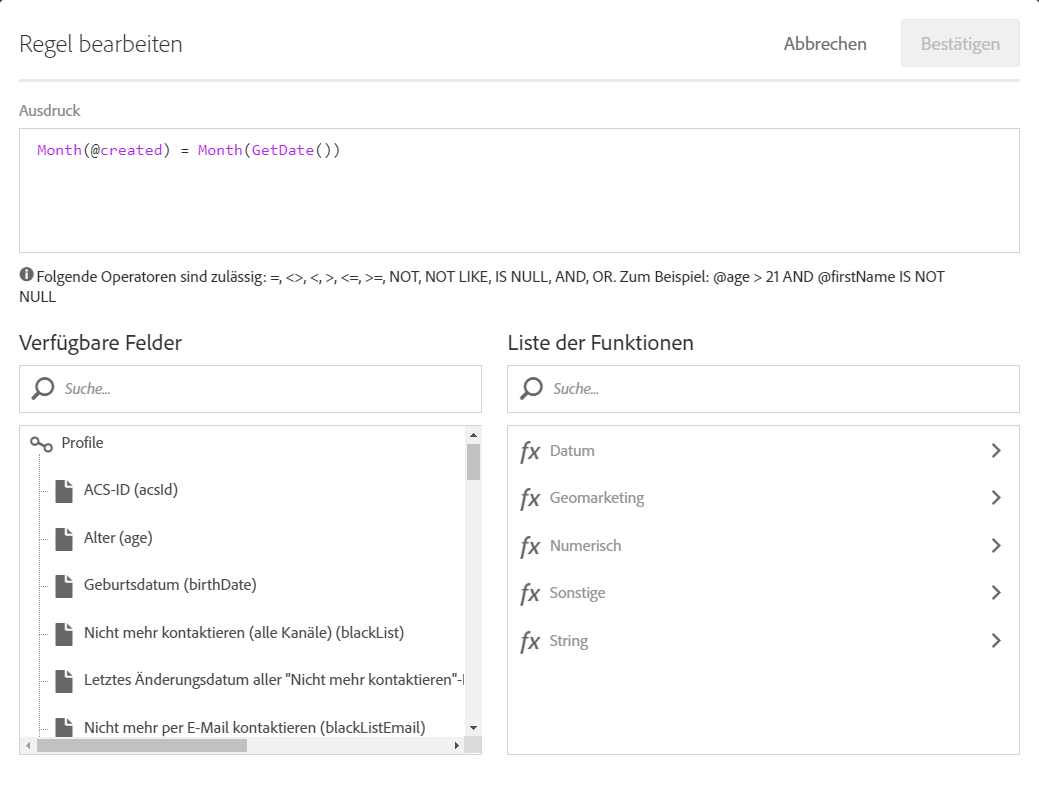 Regel bearbeiten
Abbrechen
Bestätigen
Ausdruck
Month(@created) = Month(GetDate())
Folgende Operatoren sind zulässig: =, <>, <, >, <=, >=, NOT, NOT LIKE, IS NULL, AND, OR. Zum Beispiel: @age > 21 AND @firstName IS NOT
NULL
Verfügbare Felder
Suche...
Profile
ACS-ID (acsId)
Alter (age)
Geburtsdatum (birthDate)
Nicht mehr kontaktieren (alle Kanäle) (blackList)
Letztes Änderungsdatum aller "Nicht mehr kontaktieren"-
Nicht mehr per E-Mail kontaktieren (blackListEmail)
Liste der Funktionen
Suche...
fx Datum
fx Geomarketing
fx Numerisch
fx Sonstige
fx String